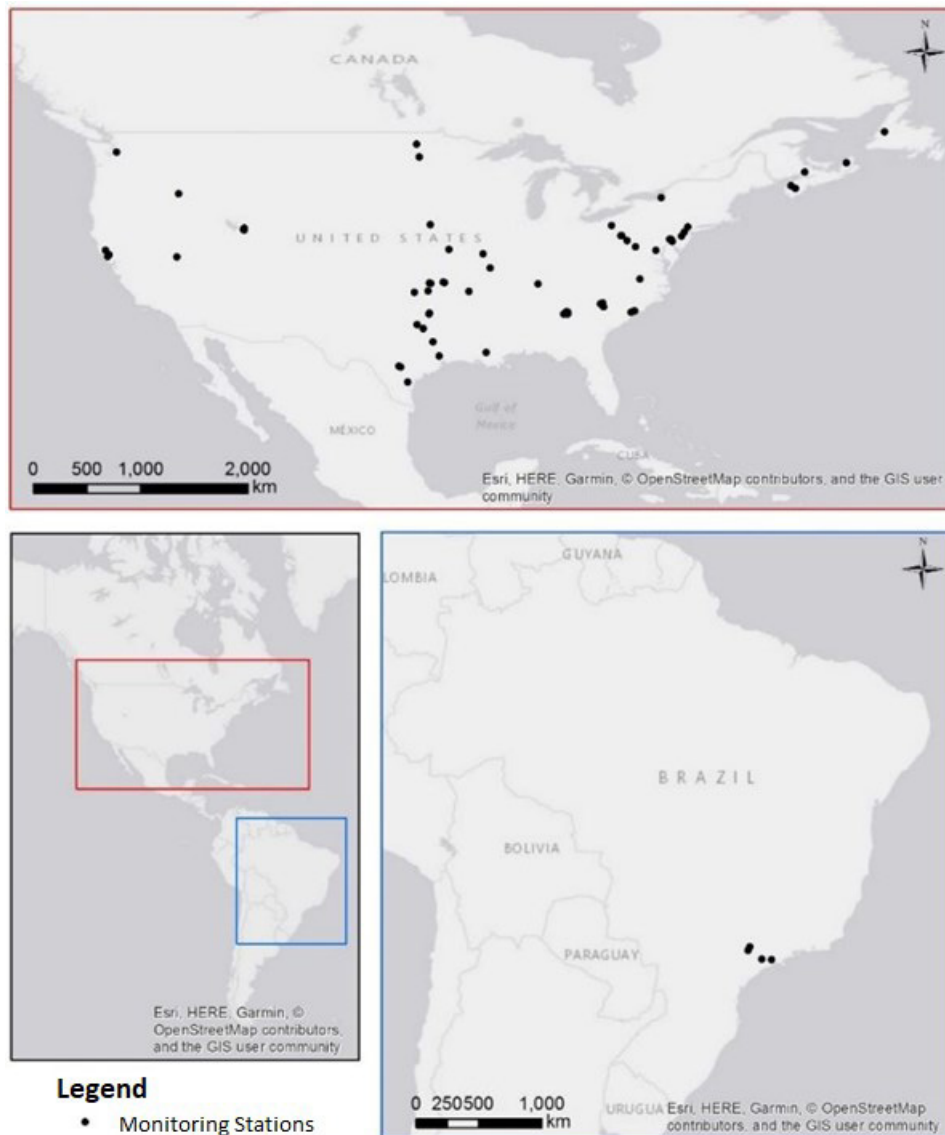 N
CANADA
UNITED STATES
Gulf of
Mexico
MÉXICO
CUBA
0 500 1,000 2,000
km
Esri, HERE, Garmin, © OpenStreetMap contributors, and the GIS user
community
Esri, HERE, Garmin, ©
OpenStreetMap contributors,
and the GIS user community
N
GUYANA
LOMBIA
BRAZIL
BOLIVIA
PARAGUAY
URUGUA
0 250500 1,000
km
Esri, HERE, Garmin, © OpenStreetMap
contributors, and the GIS user community
Legend
Monitoring Stations